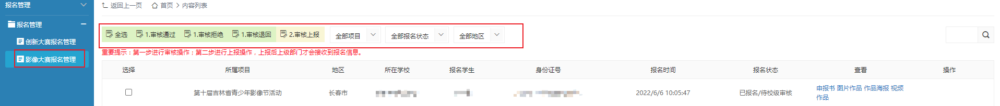 报名管理
返回上一页 首页 > 内容列表
报名管理
创新大赛报名管理
影像大赛报名管理
全选 1.审核通过 1.审核拒绝 1.审核退回 2.审核上报 全部项目 全部报名状态 全部地区
重要提示：第一步进行审核操作；第二步进行上报操作，上报后上级部门才会接收到报名信息。
选择 所属项目 地区 所在学校 报名学生 身份证号 报名时间 报名状态 查看 操作
第十届吉林省青少年影像节活动 长春市 2022/6/6 10:05:47 已报名/待校级审核 申报书 图片作品 作品海报 视频
作品